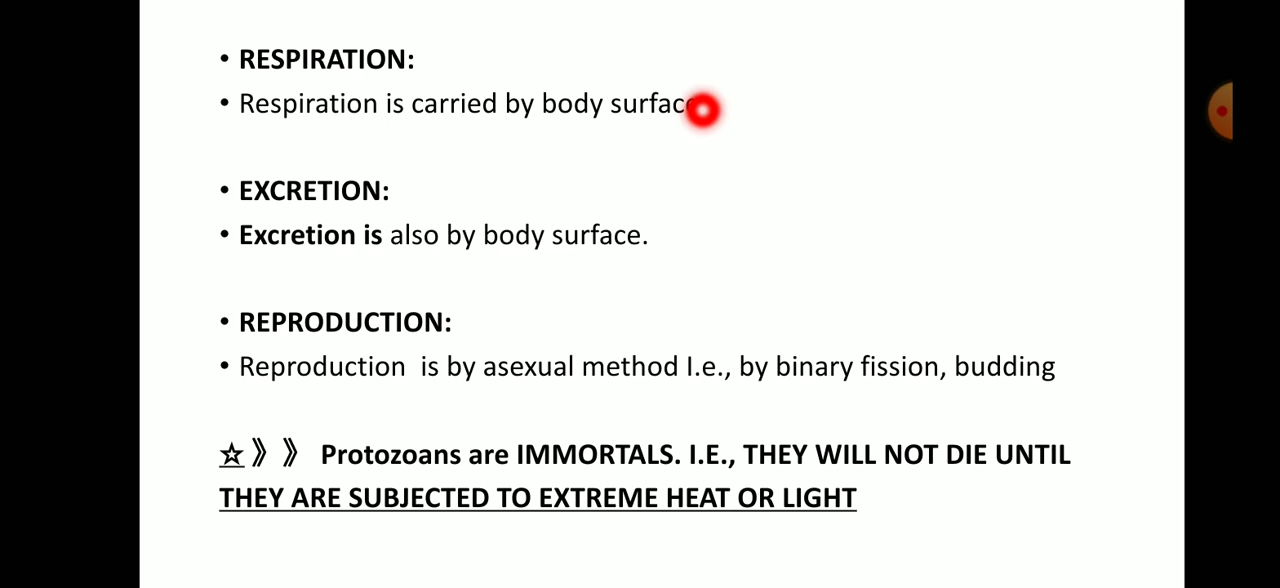 • RESPIRATION:
• Respiration is carried by body surface
• EXCRETION:
• Excretion is also by body surface.
• REPRODUCTION:
• Reproduction  is by asexual method I.e., by binary fission, budding
☆》》 Protozoans are IMMORTALS. I.E., THEY WILL NOT DIE UNTIL
THEY ARE SUBJECTED TO EXTREME HEAT OR LIGHT